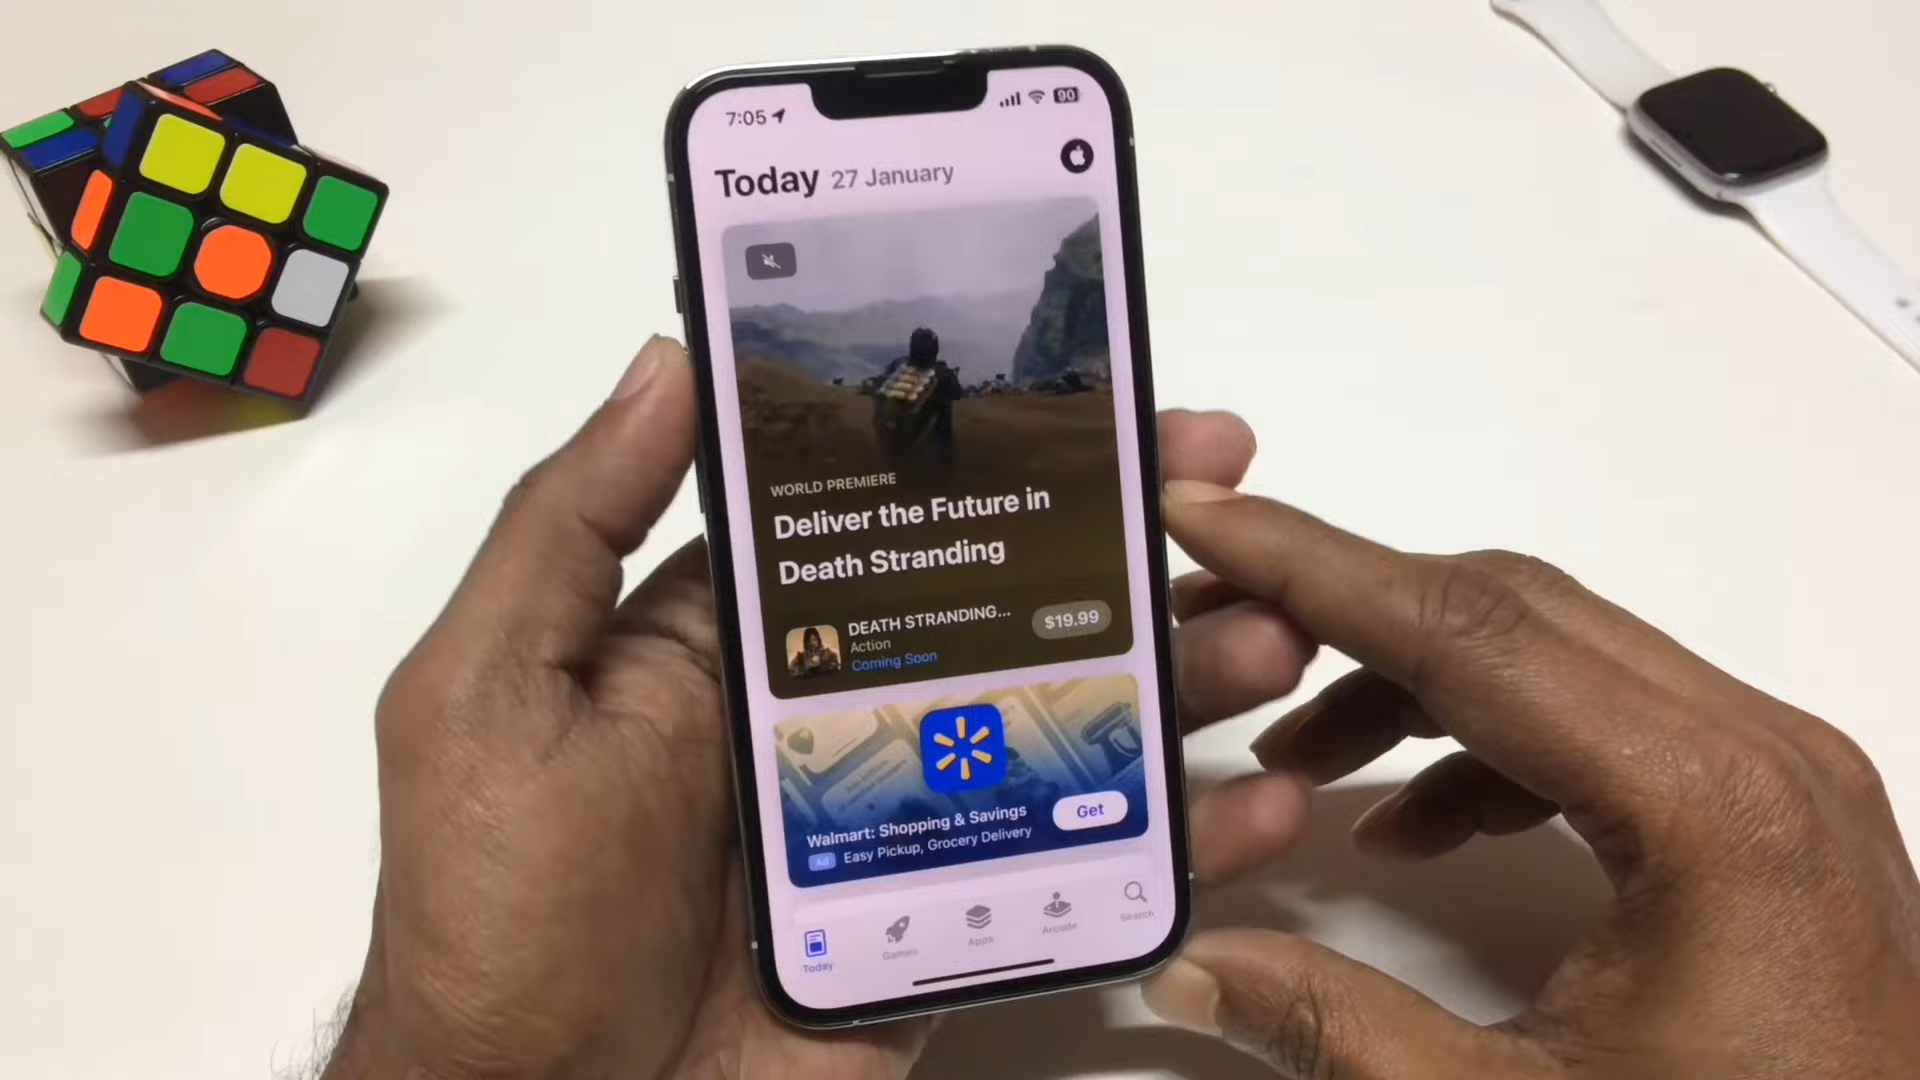 7:05
90
Today 27 January
WORLD PREMIERE
Deliver the Future in
Death Stranding
DEATH STRANDING...
Action
Coming Soon
$19.99
Walmart: Shopping & Savings
Ad Easy Pickup, Grocery Delivery
Get
Today
Games
Apps
Arcade
Search